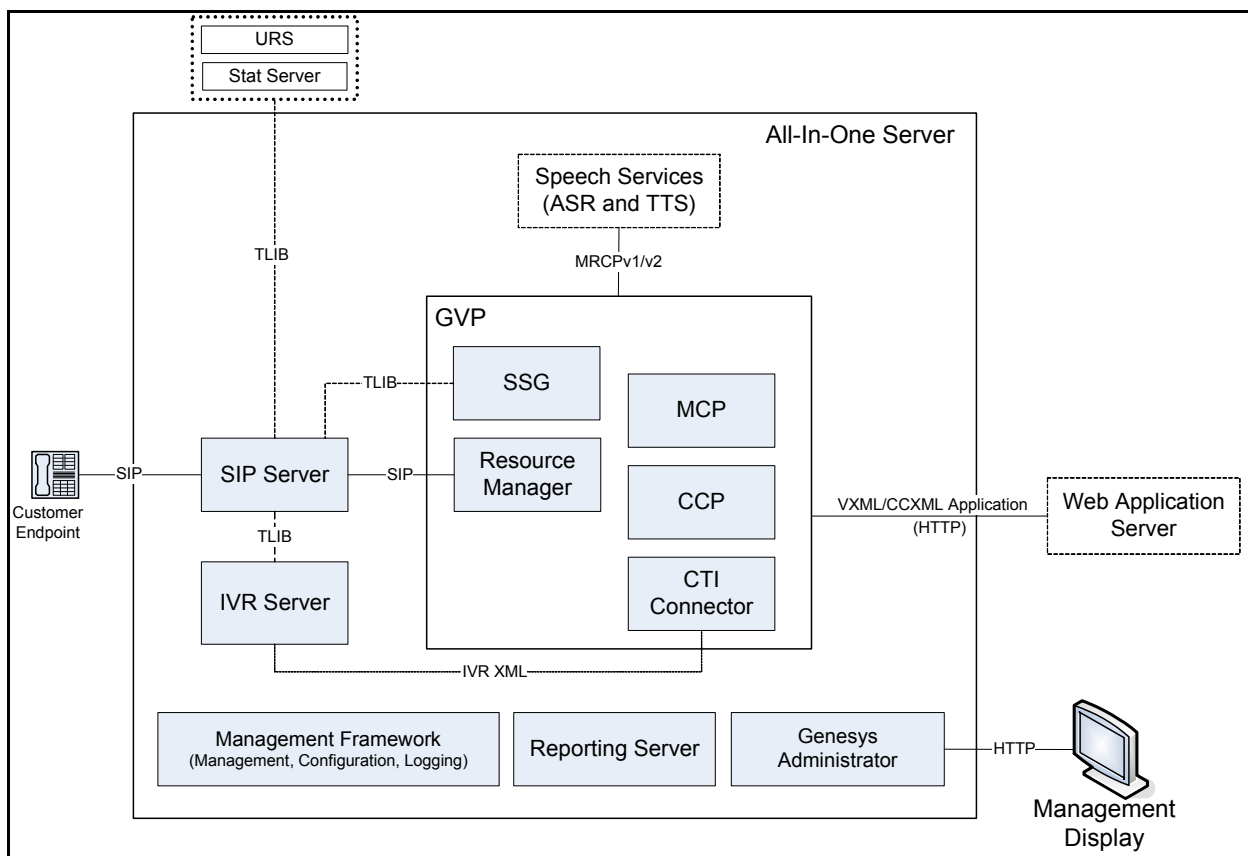 URS
Stat Server
All-In-One Server
Speech Services
(ASR and TTS)
TLIB
MRCPv1/v2
GVP
SSG
TLIB
MCP
SIP Server
Resource
Manager
SIP
SIP
Customer
Endpoint
CCP
VXML/CCXML Application
(HTTP)
Web Application
Server
TLIB
IVR Server
CTI
Connector
IVR XML
Management Framework
(Management, Configuration, Logging)
Reporting Server
Genesys
Administrator
HTTP
Management
Display